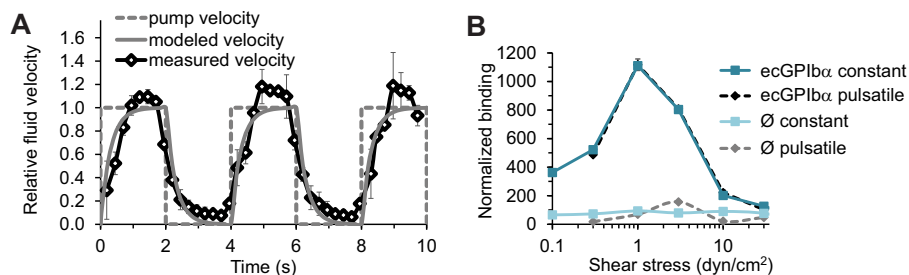 A
pump velocity
modeled velocity
measured velocity
Relative fluid velocity
1.6
1.4
1.2
1.0
0.8
0.6
0.4
0.2
0.0
0 2 4 6 8 10
Time (s)
B
Normalized binding
1200
1000
800
600
400
200
0
0.1 1 10
Shear stress (dyn/cm²)
ecGPIbα constant
ecGPIbα pulsatile
Ø constant
Ø pulsatile